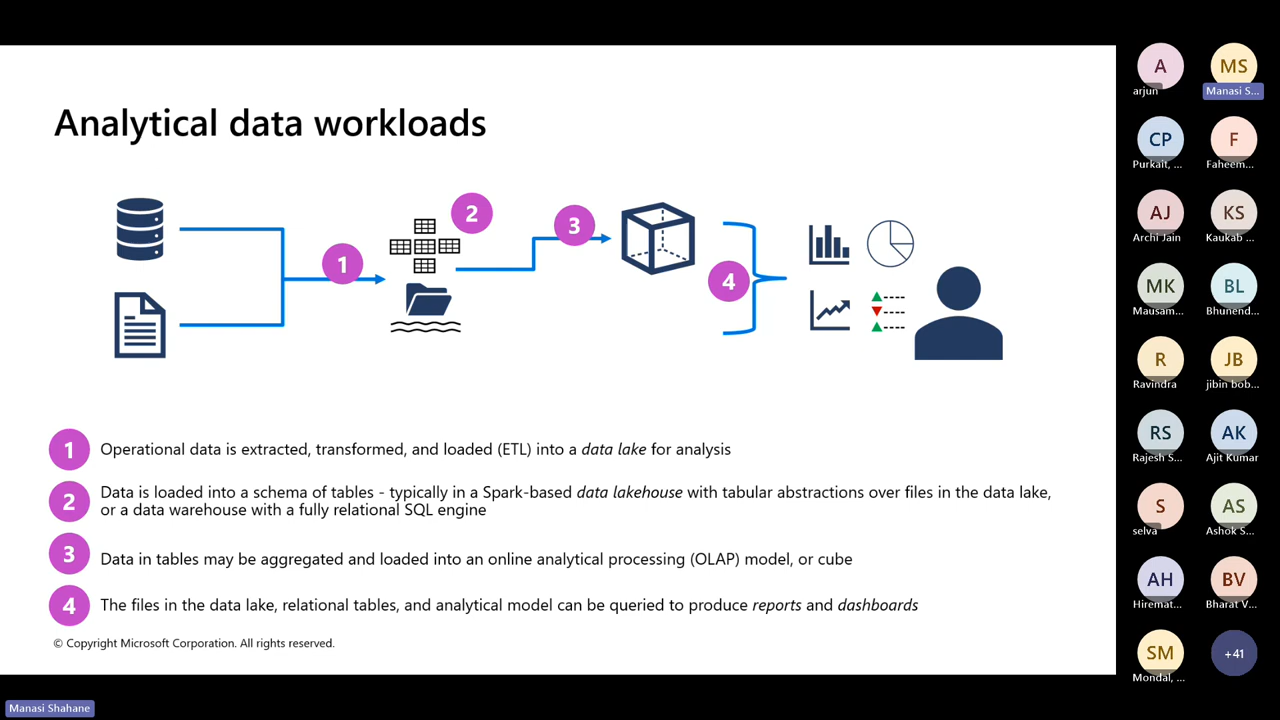 Analytical data workloads
1
2
3
4
1 Operational data is extracted, transformed, and loaded (ETL) into a data lake for analysis
2 Data is loaded into a schema of tables - typically in a Spark-based data lakehouse with tabular abstractions over files in the data lake,
or a data warehouse with a fully relational SQL engine
3 Data in tables may be aggregated and loaded into an online analytical processing (OLAP) model, or cube
4 The files in the data lake, relational tables, and analytical model can be queried to produce reports and dashboards
© Copyright Microsoft Corporation. All rights reserved.
Manasi Shahane
A
arjun
MS
Manasi S...
CP
Purkait, ...
F
Faheem...
AJ
Archi Jain
KS
Kaukab ...
MK
Mausam...
BL
Bhunend...
R
Ravindra
JB
jibin bob...
RS
Rajesh S...
AK
Ajit Kumar
S
selva
AS
Ashok S...
AH
Hiremat...
BV
Bharat V...
SM
Mondal, ...
+41